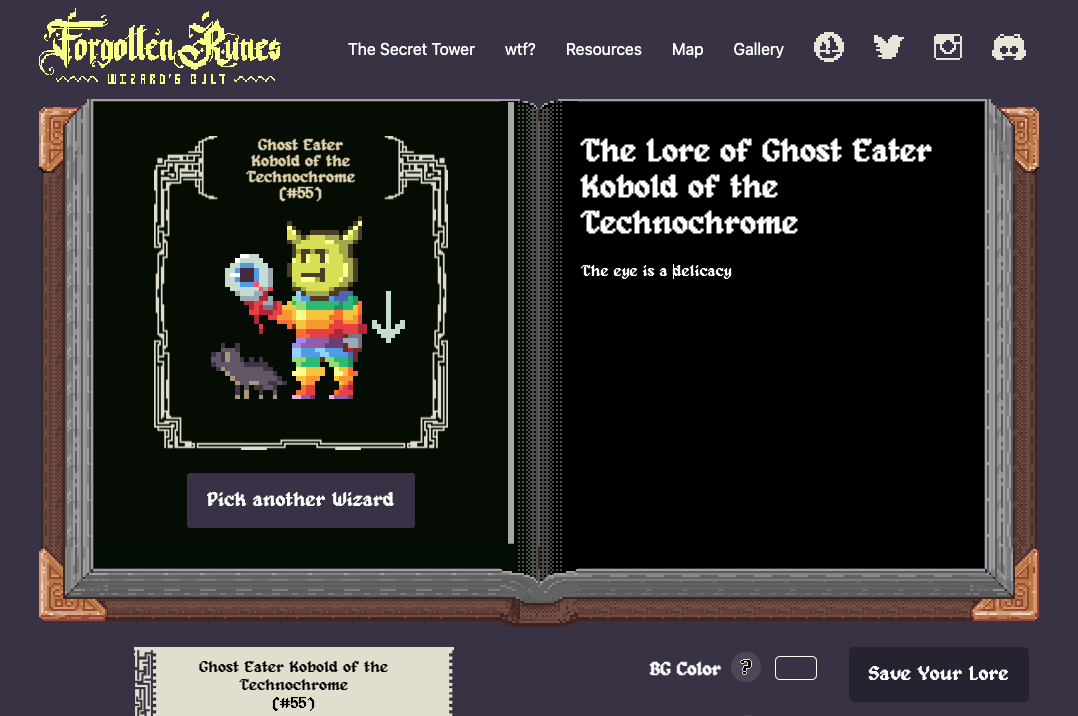 Forgotten Runes
WIZARD'S CULT
The Secret Tower wtf? Resources Map Gallery
Ghost Eater
Kobold of the
Technochrome
(#55)
Pick another Wizard
The Lore of Ghost Eater
Kobold of the
Technochrome
The eye is a delicacy
Ghost Eater Kobold of the
Technochrome
(#55)
BG Color ?
Save Your Lore